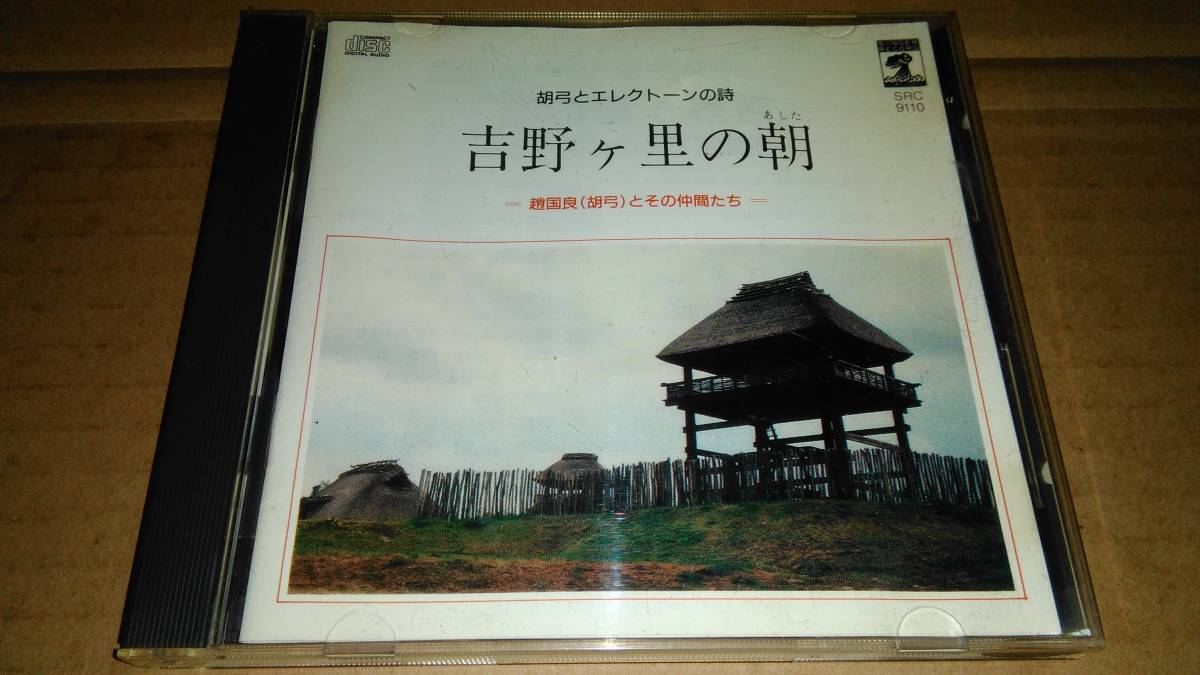 COMPACT
disc
DIGITAL AUDIO
SRC
9110
胡弓とエレクトーンの詩
あした
吉野ヶ里の朝
═ 趙国良(胡弓)とその仲間たち ═